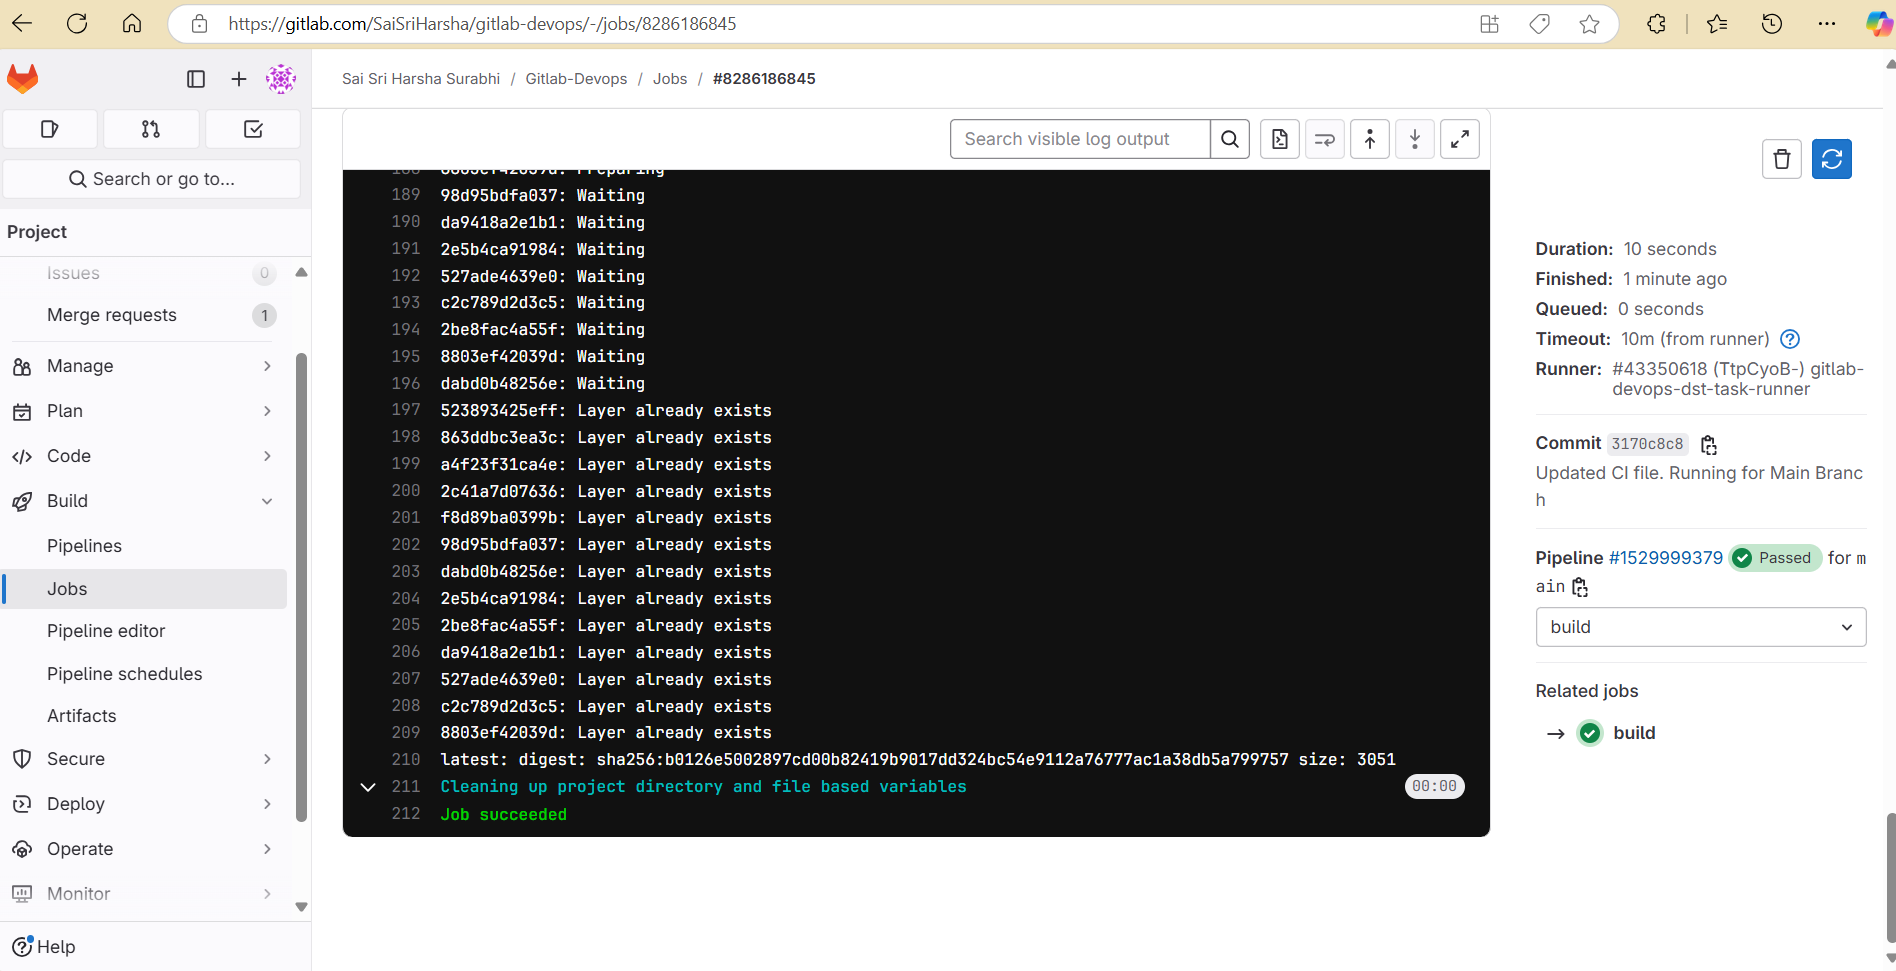 https://gitlab.com/SaiSriHarsha/gitlab-devops/-/jobs/8286186845
Sai Sri Harsha Surabhi / Gitlab-Devops / Jobs / #8286186845
Search or go to...
Project
Issues 0
Merge requests 1
Manage
Plan
Code
Build
Pipelines
Jobs
Pipeline editor
Pipeline schedules
Artifacts
Secure
Deploy
Operate
Monitor
Help
Search visible log output
188 8803ef42039d: Preparing
189 98d95bdfa037: Waiting
190 da9418a2e1b1: Waiting
191 2e5b4ca91984: Waiting
192 527ade4639e0: Waiting
193 c2c789d2d3c5: Waiting
194 2be8fac4a55f: Waiting
195 8803ef42039d: Waiting
196 dabd0b48256e: Waiting
197 523893425eff: Layer already exists
198 863ddbc3ea3c: Layer already exists
199 a4f23f31ca4e: Layer already exists
200 2c41a7d07636: Layer already exists
201 f8d89ba0399b: Layer already exists
202 98d95bdfa037: Layer already exists
203 dabd0b48256e: Layer already exists
204 2e5b4ca91984: Layer already exists
205 2be8fac4a55f: Layer already exists
206 da9418a2e1b1: Layer already exists
207 527ade4639e0: Layer already exists
208 c2c789d2d3c5: Layer already exists
209 8803ef42039d: Layer already exists
210 latest: digest: sha256:b0126e5002897cd00b82419b9017dd324bc54e9112a76777ac1a38db5a799757 size: 3051
211 Cleaning up project directory and file based variables 00:00
212 Job succeeded
Duration: 10 seconds
Finished: 1 minute ago
Queued: 0 seconds
Timeout: 10m (from runner)
Runner: #43350618 (TtpCyoB-) gitlab-
devops-dst-task-runner
Commit 3170c8c8
Updated CI file. Running for Main Branc
h
Pipeline #1529999379 Passed for m
ain
build
Related jobs
→ build